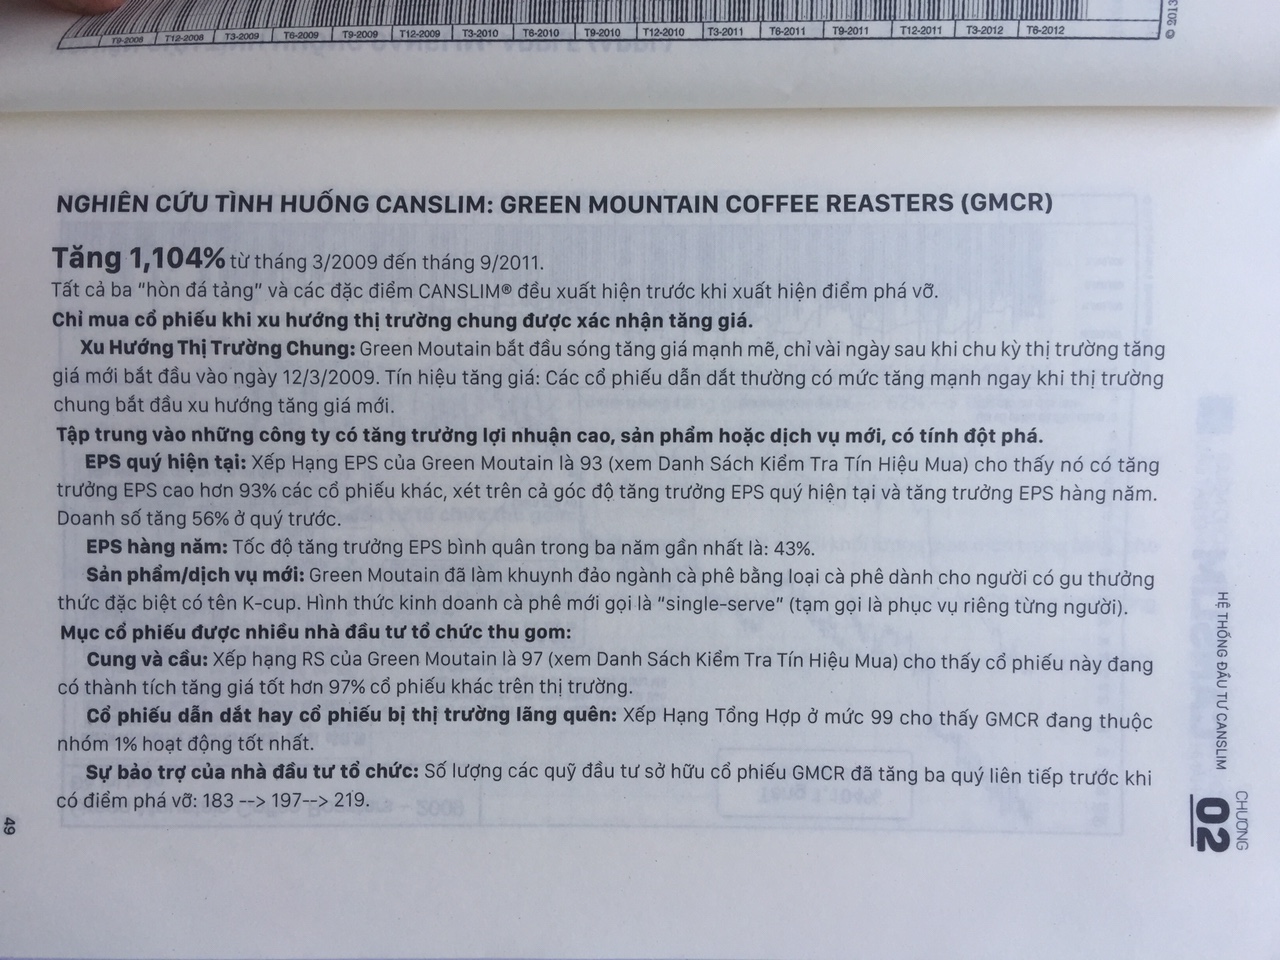 T9-2008 T12-2008 T3-2009 T6-2009 T9-2009 T12-2009 T3-2010 T6-2010 T9-2010 T12-2010 T3-2011 T6-2011 T9-2011 T12-2011 T3-2012 T6-2012
© 2013
NGHIÊN CỨU TÌNH HUỐNG CANSLIM: GREEN MOUNTAIN COFFEE REASTERS (GMCR)
Tăng 1,104% từ tháng 3/2009 đến tháng 9/2011.
Tất cả ba "hòn đá tảng" và các đặc điểm CANSLIM® đều xuất hiện trước khi xuất hiện điểm phá vỡ.
Chỉ mua cổ phiếu khi xu hướng thị trường chung được xác nhận tăng giá.
Xu Hướng Thị Trường Chung: Green Moutain bắt đầu sóng tăng giá mạnh mẽ, chỉ vài ngày sau khi chu kỳ thị trường tăng
giá mới bắt đầu vào ngày 12/3/2009. Tín hiệu tăng giá: Các cổ phiếu dẫn dắt thường có mức tăng mạnh ngay khi thị trường
chung bắt đầu xu hướng tăng giá mới.
Tập trung vào những công ty có tăng trưởng lợi nhuận cao, sản phẩm hoặc dịch vụ mới, có tính đột phá.
EPS quý hiện tại: Xếp Hạng EPS của Green Moutain là 93 (xem Danh Sách Kiểm Tra Tín Hiệu Mua) cho thấy nó có tăng
trưởng EPS cao hơn 93% các cổ phiếu khác, xét trên cả góc độ tăng trưởng EPS quý hiện tại và tăng trưởng EPS hàng năm.
Doanh số tăng 56% ở quý trước.
EPS hàng năm: Tốc độ tăng trưởng EPS bình quân trong ba năm gần nhất là: 43%.
Sản phẩm/dịch vụ mới: Green Moutain đã làm khuynh đảo ngành cà phê bằng loại cà phê dành cho người có gu thưởng
thức đặc biệt có tên K-cup. Hình thức kinh doanh cà phê mới gọi là "single-serve" (tạm gọi là phục vụ riêng từng người).
Mục cổ phiếu được nhiều nhà đầu tư tổ chức thu gom:
Cung và cầu: Xếp hạng RS của Green Moutain là 97 (xem Danh Sách Kiểm Tra Tín Hiệu Mua) cho thấy cổ phiếu này đang
có thành tích tăng giá tốt hơn 97% cổ phiếu khác trên thị trường.
Cổ phiếu dẫn dắt hay cổ phiếu bị thị trường lãng quên: Xếp Hạng Tổng Hợp ở mức 99 cho thấy GMCR đang thuộc
nhóm 1% hoạt động tốt nhất.
Sự bảo trợ của nhà đầu tư tổ chức: Số lượng các quỹ đầu tư sở hữu cổ phiếu GMCR đã tăng ba quý liên tiếp trước khi
có điểm phá vỡ: 183 --> 197--> 219.
HỆ THỐNG ĐẦU TƯ CANSLIM
CHƯƠNG
02
49